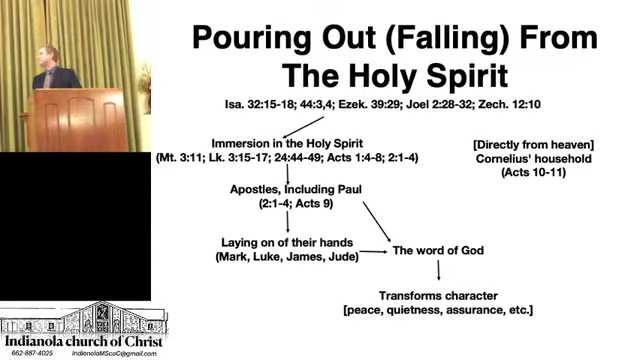 Pouring Out (Falling) From
The Holy Spirit
Isa. 32:15-18; 44:3,4; Ezek. 39:29; Joel 2:28-32; Zech. 12:10
Immersion in the Holy Spirit
(Mt. 3:11; Lk. 3:15-17; 24:44-49; Acts 1:4-8; 2:1-4)
[Directly from heaven]
Cornelius' household
(Acts 10-11)
Apostles, Including Paul
(2:1-4; Acts 9)
Laying on of their hands
(Mark, Luke, James, Jude)
The word of God
Transforms character
[peace, quietness, assurance, etc.]
Indianola church of Christ
662-887-4025 IndianolaMScoC@gmail.com